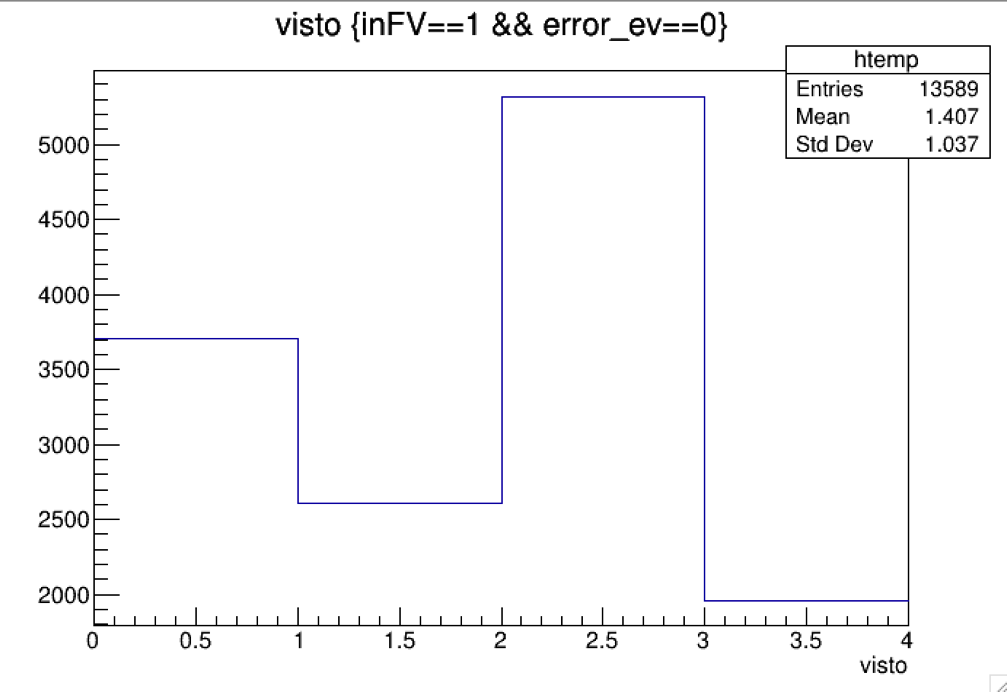 visto {inFV==1 && error_ev==0}
htemp
Entries 13589
Mean 1.407
Std Dev 1.037
5000
4500
4000
3500
3000
2500
2000
0 0.5 1 1.5 2 2.5 3 3.5 4
visto